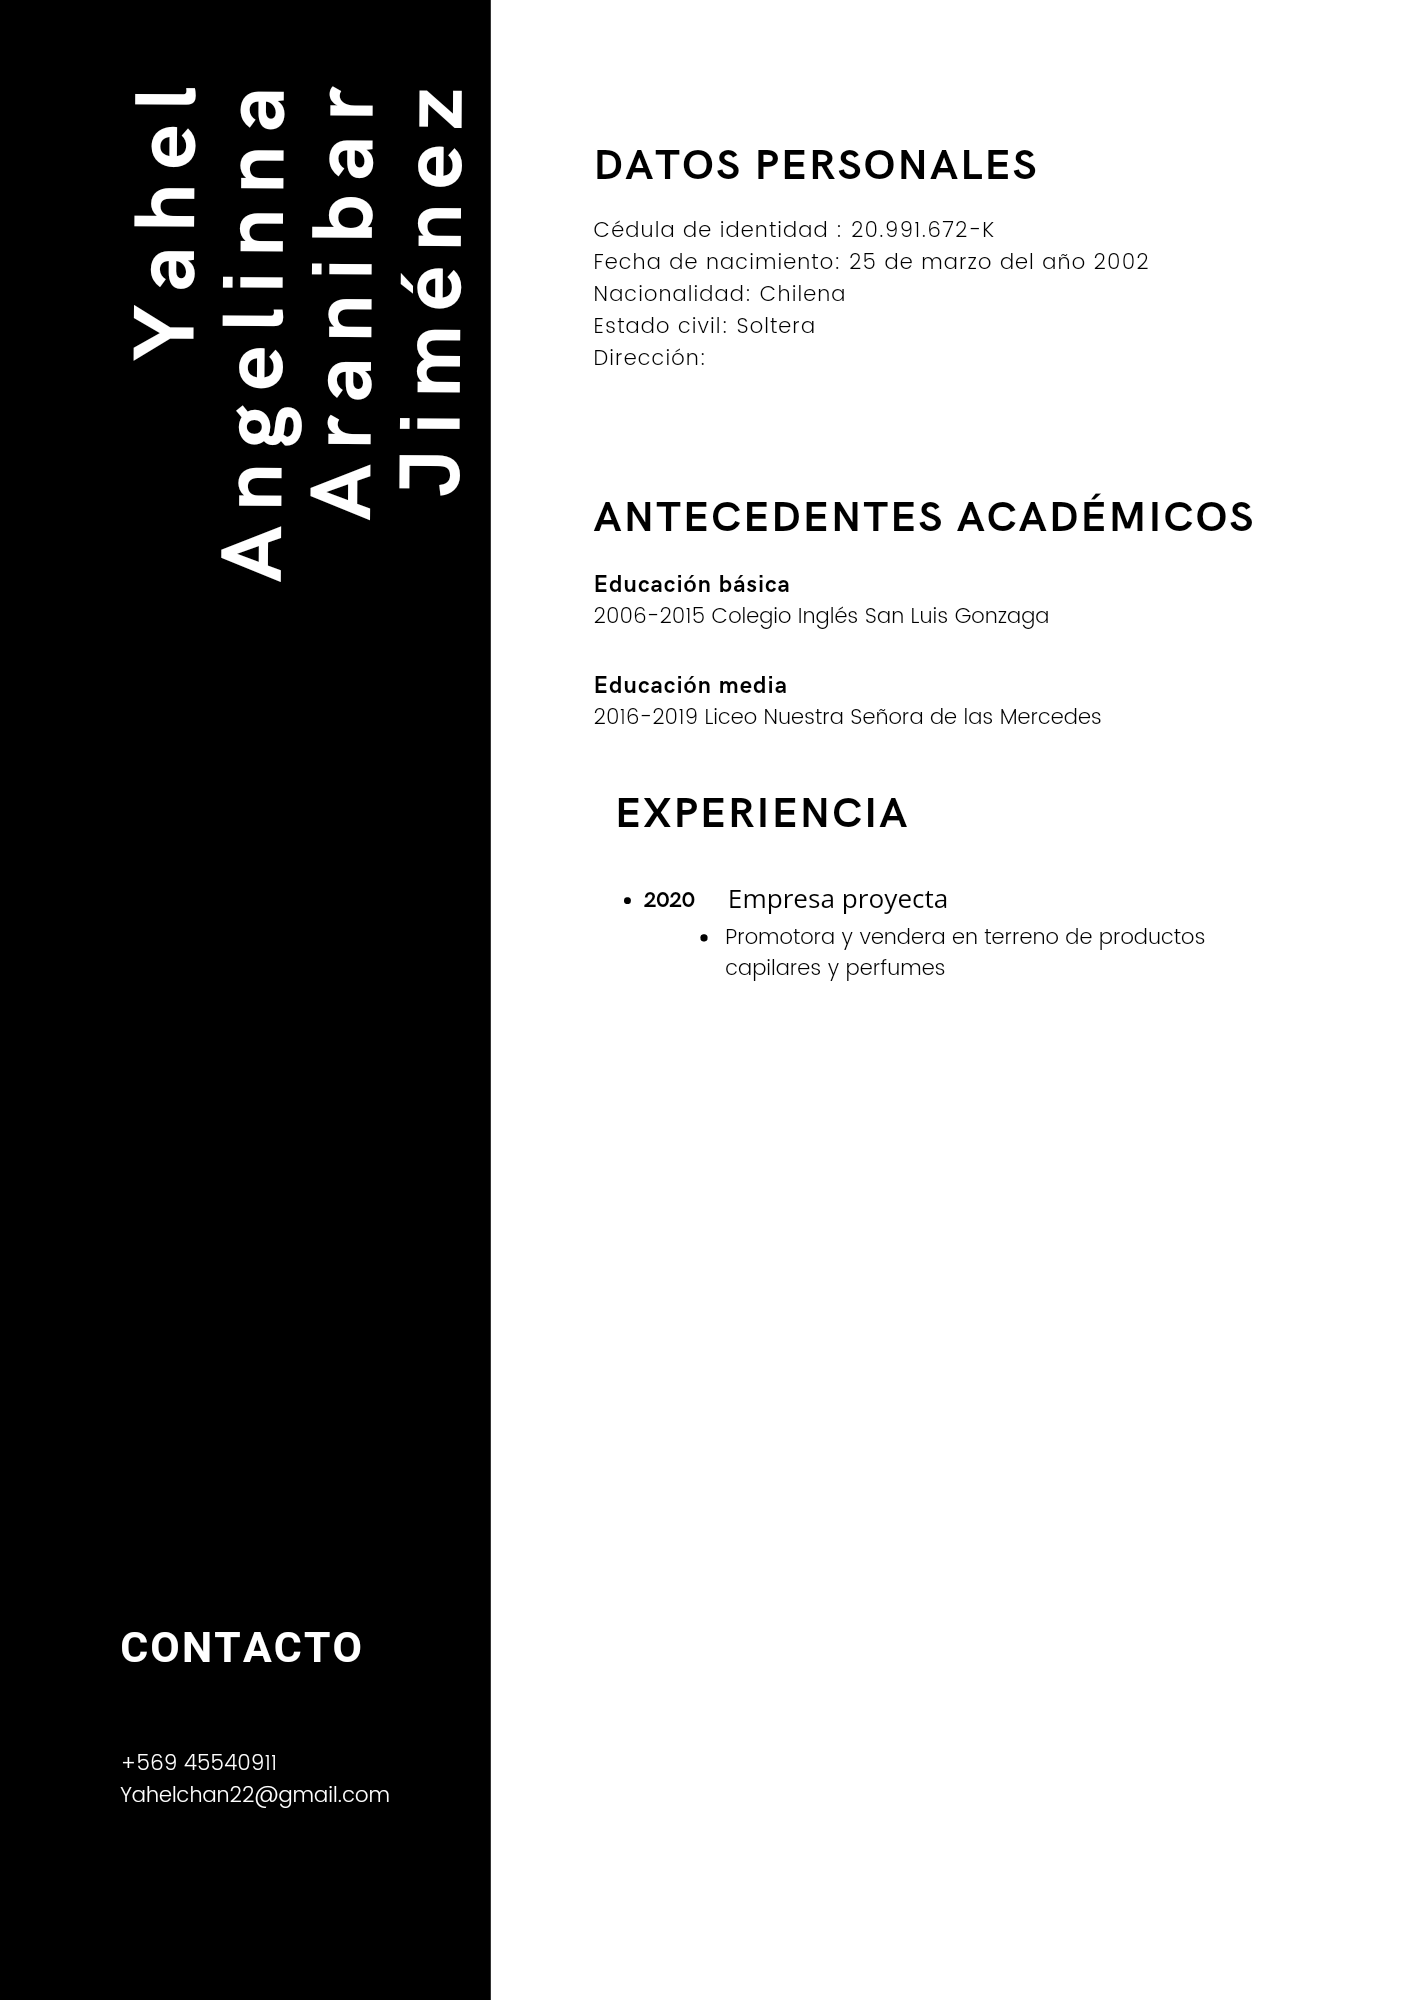 Yahel
Angelinna
Aranibar
Jiménez
DATOS PERSONALES
Cédula de identidad : 20.991.672-K
Fecha de nacimiento: 25 de marzo del año 2002
Nacionalidad: Chilena
Estado civil: Soltera
Dirección:
ANTECEDENTES ACADÉMICOS
Educación básica
2006-2015 Colegio Inglés San Luis Gonzaga
Educación media
2016-2019 Liceo Nuestra Señora de las Mercedes
EXPERIENCIA
• 2020 Empresa proyecta
• Promotora y vendera en terreno de productos
capilares y perfumes
CONTACTO
+569 45540911
Yahelchan22@gmail.com